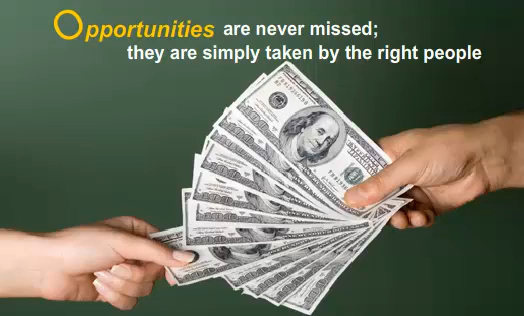 Opportunities are never missed;
they are simply taken by the right people